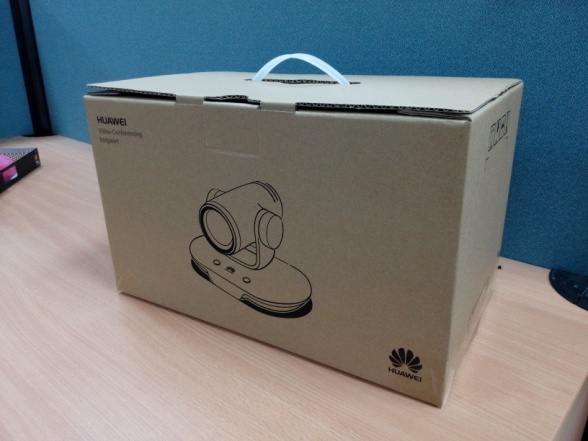 HUAWEI
Video Conferencing
Endpoint
HUAWEI